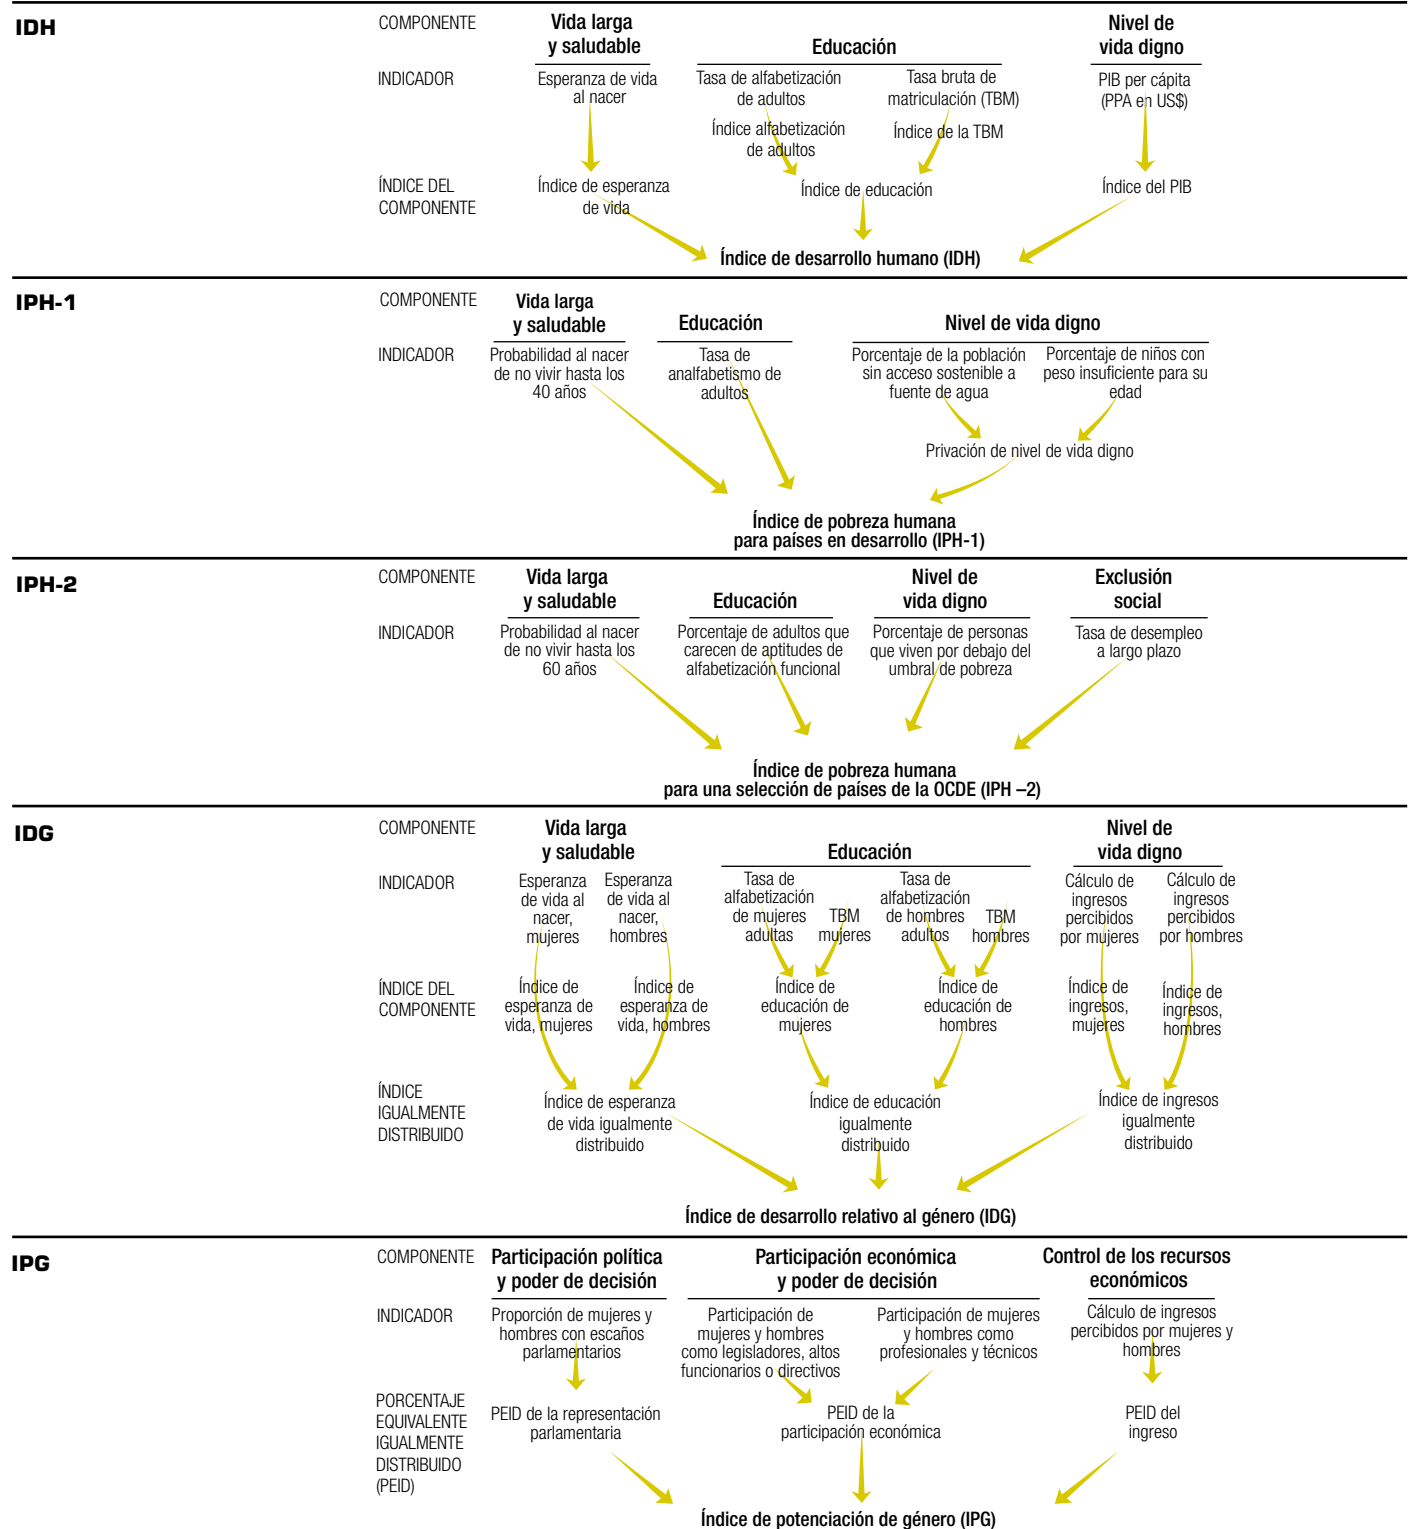 IDH
COMPONENTE
Vida larga
y saludable
Educación
Nivel de
vida digno
INDICADOR
Esperanza de vida
al nacer
Tasa de alfabetización
de adultos
Tasa bruta de
matriculación (TBM)
PIB per cápita
(PPA en US$)
Índice alfabetización
de adultos
Índice de la TBM
ÍNDICE DEL
COMPONENTE
Índice de esperanza
de vida
Índice de educación
Índice del PIB
Índice de desarrollo humano (IDH)
IPH-1
COMPONENTE
Vida larga
y saludable
Educación
Nivel de vida digno
INDICADOR
Probabilidad al nacer
de no vivir hasta los
40 años
Tasa de
analfabetismo de
adultos
Porcentaje de la población
sin acceso sostenible a
fuente de agua
Porcentaje de niños con
peso insuficiente para su
edad
Privación de nivel de vida digno
Índice de pobreza humana
para países en desarrollo (IPH-1)
IPH-2
COMPONENTE
Vida larga
y saludable
Educación
Nivel de
vida digno
Exclusión
social
INDICADOR
Probabilidad al nacer
de no vivir hasta los
60 años
Porcentaje de adultos que
carecen de aptitudes de
alfabetización funcional
Porcentaje de personas
que viven por debajo del
umbral de pobreza
Tasa de desempleo
a largo plazo
Índice de pobreza humana
para una selección de países de la OCDE (IPH –2)
IDG
COMPONENTE
Vida larga
y saludable
Educación
Nivel de
vida digno
INDICADOR
Esperanza
de vida al
nacer,
mujeres
Esperanza
de vida al
nacer,
hombres
Tasa de
alfabetización
de mujeres
adultas
TBM
mujeres
Tasa de
alfabetización
de hombres
adultos
TBM
hombres
Cálculo de
ingresos
percibidos
por mujeres
Cálculo de
ingresos
percibidos
por hombres
ÍNDICE DEL
COMPONENTE
Índice de
esperanza de
vida, mujeres
Índice de
esperanza de
vida, hombres
Índice de
educación de
mujeres
Índice de
educación de
hombres
Índice de
ingresos,
mujeres
Índice de
ingresos,
hombres
ÍNDICE
IGUALMENTE
DISTRIBUIDO
Índice de esperanza
de vida igualmente
distribuido
Índice de educación
igualmente
distribuido
Índice de ingresos
igualmente
distribuido
Índice de desarrollo relativo al género (IDG)
IPG
COMPONENTE
Participación política
y poder de decisión
Participación económica
y poder de decisión
Control de los recursos
económicos
INDICADOR
Proporción de mujeres y
hombres con escaños
parlamentarios
Participación de
mujeres y hombres
como legisladores, altos
funcionarios o directivos
Participación de mujeres
y hombres como
profesionales y técnicos
Cálculo de ingresos
percibidos por mujeres y
hombres
PORCENTAJE
EQUIVALENTE
IGUALMENTE
DISTRIBUIDO
(PEID)
PEID de la representación
parlamentaria
PEID de la
participación económica
PEID del
ingreso
Índice de potenciación de género (IPG)